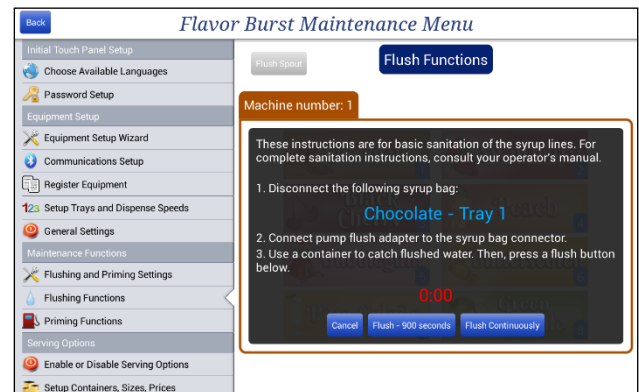 Back
Flavor Burst Maintenance Menu
Initial Touch Panel Setup
Choose Available Languages
Password Setup
Equipment Setup
Equipment Setup Wizard
Communications Setup
Register Equipment
123 Setup Trays and Dispense Speeds
General Settings
Maintenance Functions
Flushing and Priming Settings
Flushing Functions
Priming Functions
Serving Options
Enable or Disable Serving Options
Setup Containers, Sizes, Prices
Flush Spout
Flush Functions
Machine number: 1
These instructions are for basic sanitation of the syrup lines. For
complete sanitation instructions, consult your operator's manual.
1. Disconnect the following syrup bag:
Chocolate - Tray 1
2. Connect pump flush adapter to the syrup bag connector.
3. Use a container to catch flushed water. Then, press a flush button
below.
0:00
Cancel
Flush - 900 seconds
Flush Continuously